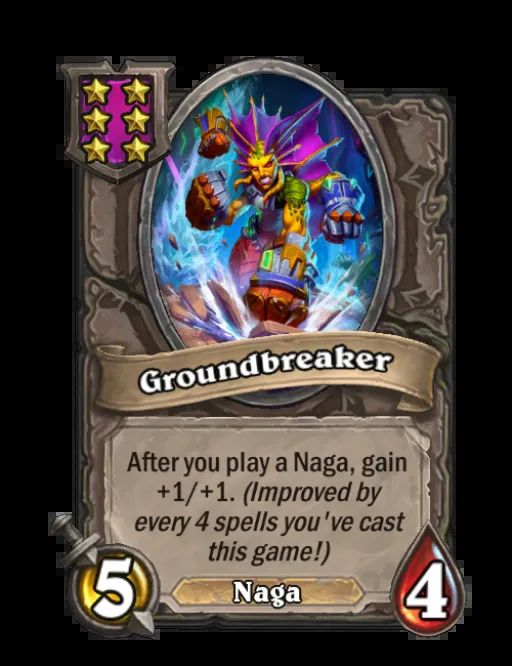 Groundbreaker
After you play a Naga, gain
+1/+1. (Improved by
every 4 spells you've cast
this game!)
5
Naga
4